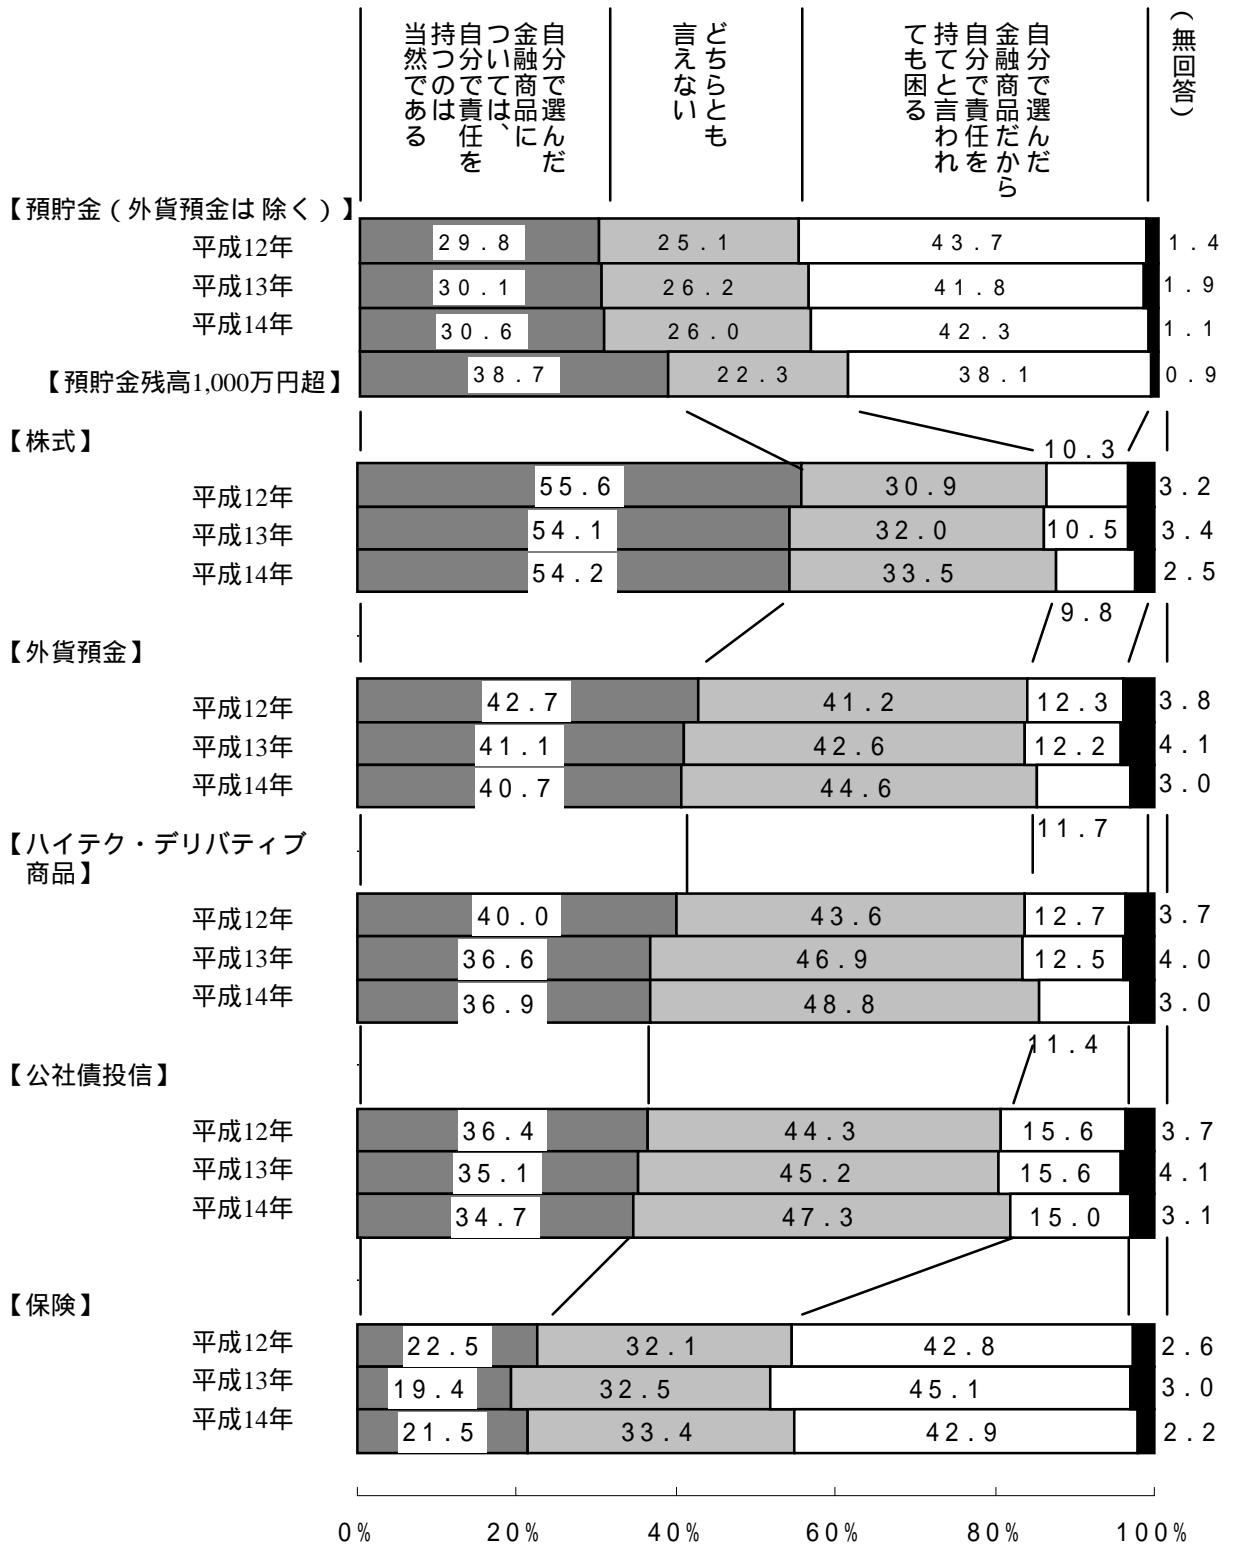 自分で選んだ
金融商品に
ついては、
自分で責任を
持つのは
当然である
どちらとも
言えない
自分で選んだ
金融商品だから
自分で責任を
持てと言われ
ても困る
（無回答）
【預貯金（外貨預金は除く）】
平成12年 29.8 25.1 43.7 1.4
平成13年 30.1 26.2 41.8 1.9
平成14年 30.6 26.0 42.3 1.1
【預貯金残高1,000万円超】 38.7 22.3 38.1 0.9
【株式】
10.3
平成12年 55.6 30.9 3.2
平成13年 54.1 32.0 10.5 3.4
平成14年 54.2 33.5 2.5
9.8
【外貨預金】
平成12年 42.7 41.2 12.3 3.8
平成13年 41.1 42.6 12.2 4.1
平成14年 40.7 44.6 3.0
11.7
【ハイテク・デリバティブ
商品】
平成12年 40.0 43.6 12.7 3.7
平成13年 36.6 46.9 12.5 4.0
平成14年 36.9 48.8 3.0
11.4
【公社債投信】
平成12年 36.4 44.3 15.6 3.7
平成13年 35.1 45.2 15.6 4.1
平成14年 34.7 47.3 15.0 3.1
【保険】
平成12年 22.5 32.1 42.8 2.6
平成13年 19.4 32.5 45.1 3.0
平成14年 21.5 33.4 42.9 2.2
0% 20% 40% 60% 80% 100%